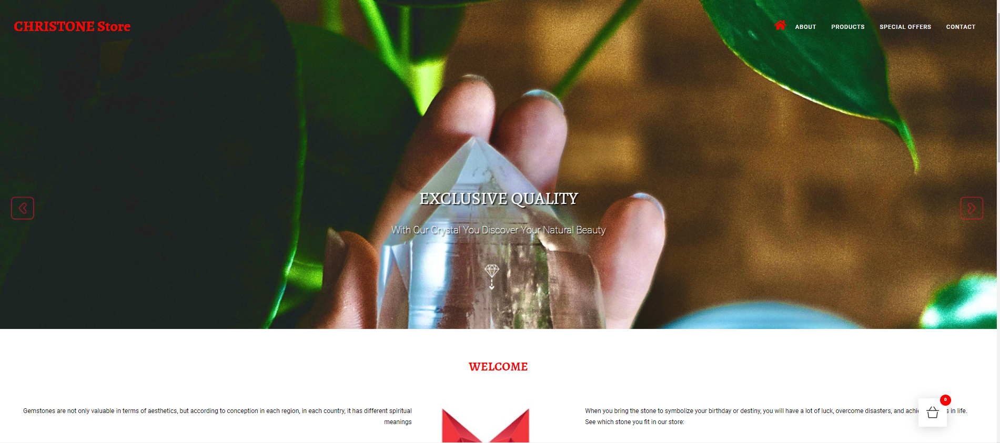 CHRISTONE Store
ABOUT PRODUCTS SPECIAL OFFERS CONTACT
EXCLUSIVE QUALITY
With Our Crystal You Discover Your Natural Beauty
WELCOME
Gemstones are not only valuable in terms of aesthetics, but according to conception in each region, in each country, it has different spiritual
meanings
When you bring the stone to symbolize your birthday or destiny, you will have a lot of luck, overcome disasters, and in life.
See which stone you fit in our store:
0